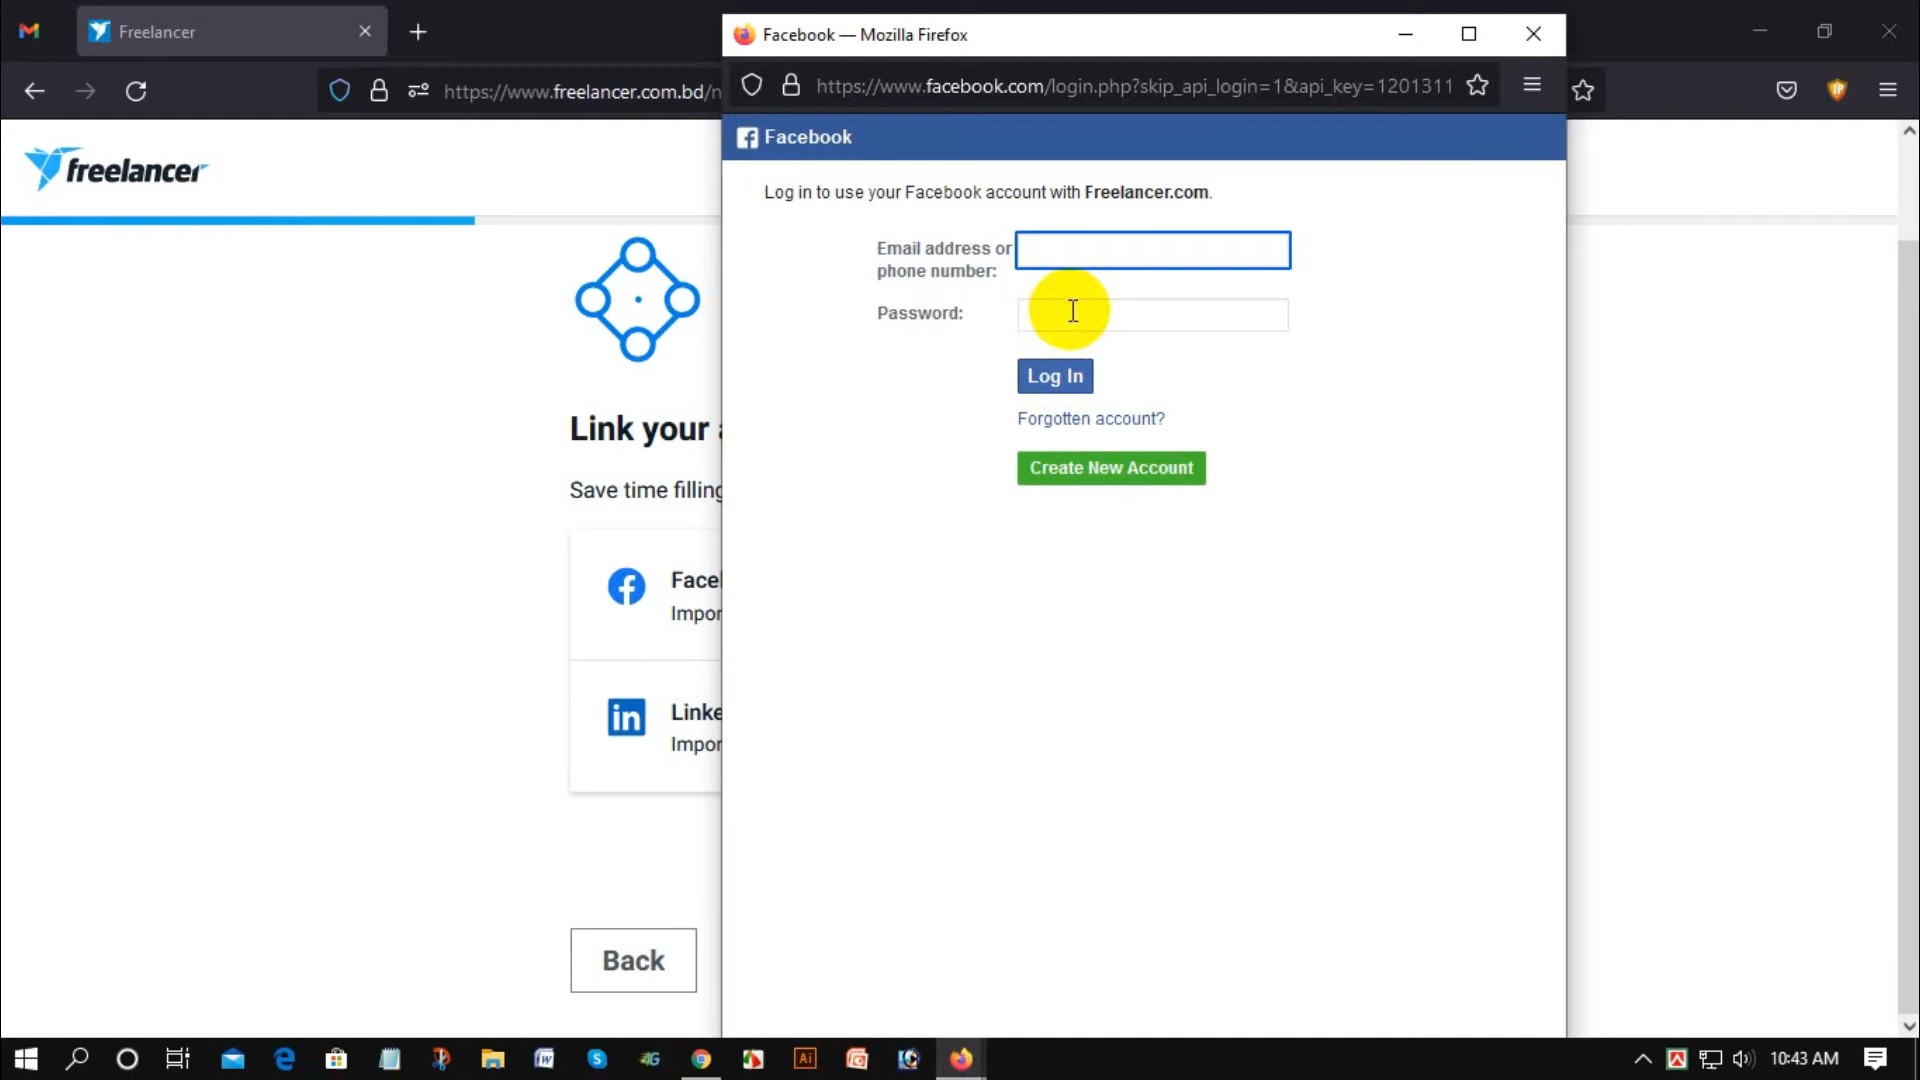 Freelancer
https://www.freelancer.com.bd/n
Facebook — Mozilla Firefox
https://www.facebook.com/login.php?skip_api_login=1&api_key=1201311
freelancer
Facebook
Log in to use your Facebook account with Freelancer.com.
Email address or
phone number:
Password:
Log In
Forgotten account?
Create New Account
Link your
Save time filling
Face
Impor
Linke
Impor
Back
4G
Ai
10:43 AM